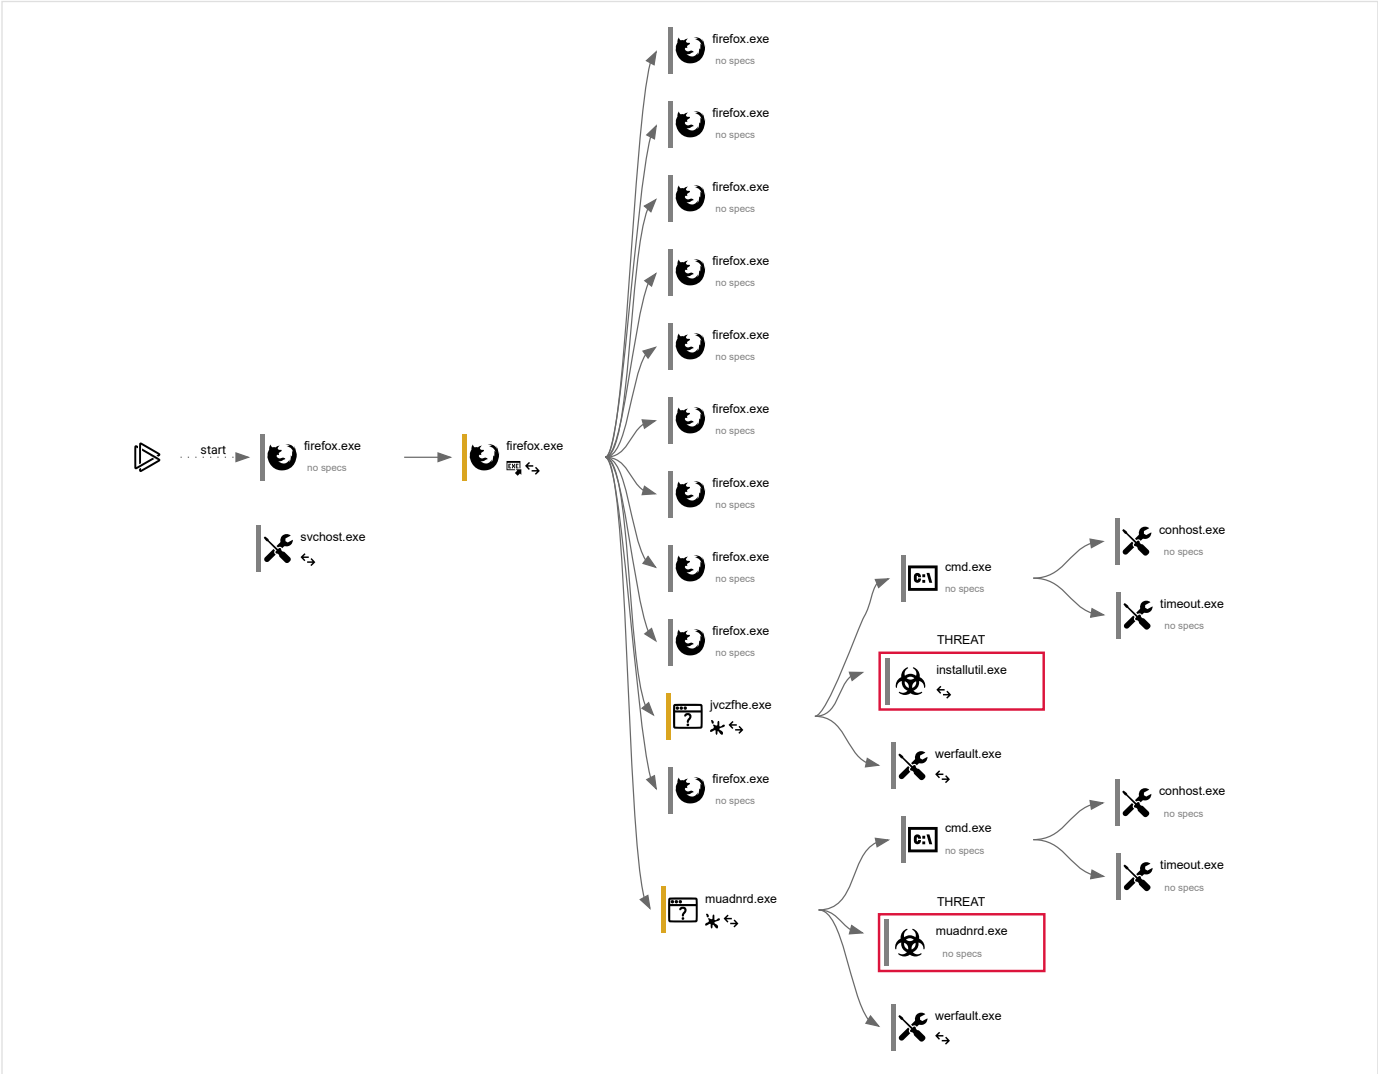 firefox.exe
no specs
firefox.exe
no specs
firefox.exe
no specs
firefox.exe
no specs
firefox.exe
no specs
firefox.exe
no specs
start
firefox.exe
no specs
firefox.exe
EXE
firefox.exe
no specs
svchost.exe
firefox.exe
no specs
firefox.exe
no specs
jvczfhe.exe
?
firefox.exe
no specs
muadnrd.exe
?
cmd.exe
no specs
C:\
conhost.exe
no specs
timeout.exe
no specs
THREAT
installutil.exe
werfault.exe
cmd.exe
no specs
C:\
conhost.exe
no specs
timeout.exe
no specs
THREAT
muadnrd.exe
no specs
werfault.exe